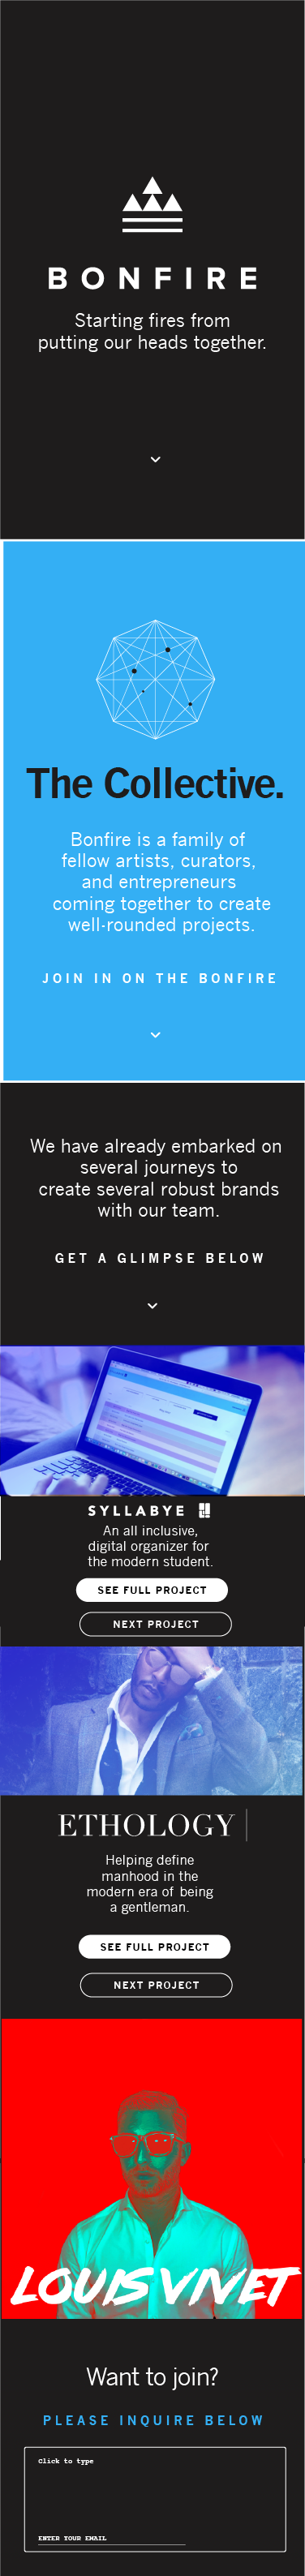 BONFIRE
Starting fires from
putting our heads together.
The Collective.
Bonfire is a family of
fellow artists, curators,
and entrepreneurs
coming together to create
well-rounded projects.
JOIN IN ON THE BONFIRE
We have already embarked on
several journeys to
create several robust brands
with our team.
GET A GLIMPSE BELOW
SYLLABYE
An all inclusive,
digital organizer for
the modern student.
SEE FULL PROJECT
NEXT PROJECT
ETHOLOGY
Helping define
manhood in the
modern era of being
a gentleman.
SEE FULL PROJECT
NEXT PROJECT
LOUIS VIVET
Want to join?
PLEASE INQUIRE BELOW
Click to type
ENTER YOUR EMAIL